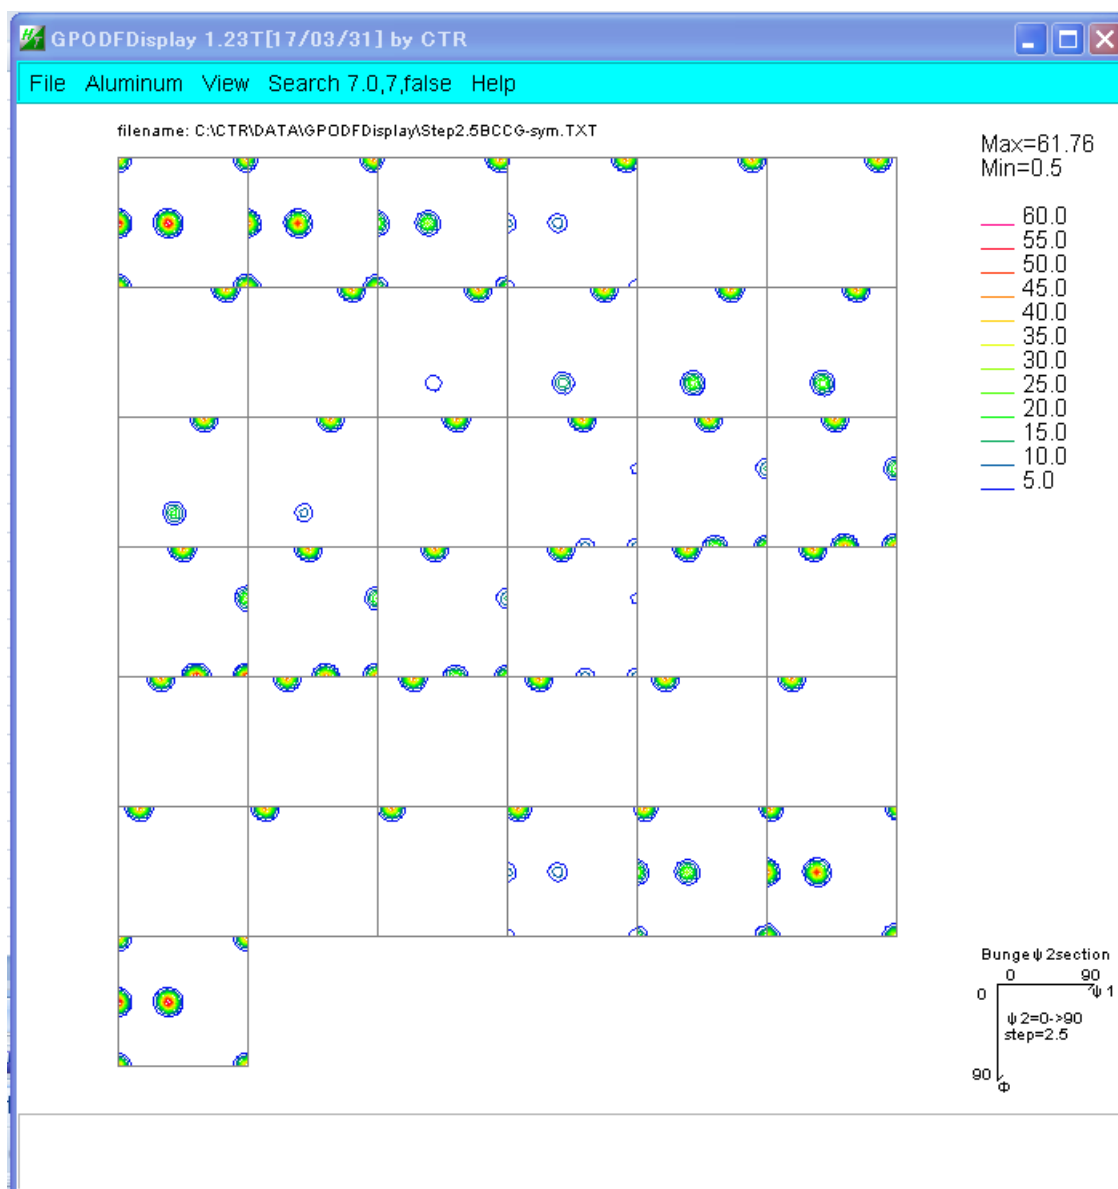 GPODFDisplay 1.23T[17/03/31] by CTR
File Aluminum View Search 7.0,7,false Help
filename: C:\CTR\DATA\GPODFDisplay\Step2.5BCCG-sym.TXT
Max=61.76
Min=0.5
60.0
55.0
50.0
45.0
40.0
35.0
30.0
25.0
20.0
15.0
10.0
5.0
Bunge ψ2section
0 90
0 ψ1
ψ2=0->90
step=2.5
90
Φ